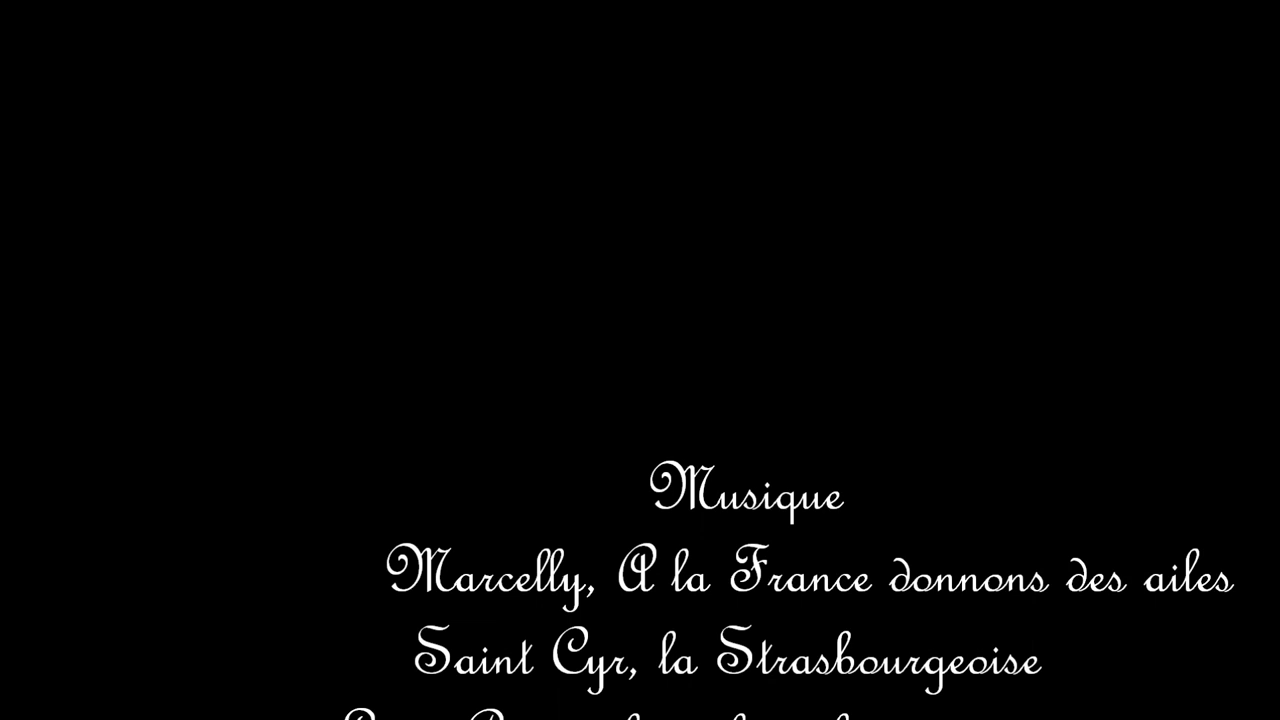 Musique
Marcelly, A la France donnons des ailes
Saint Cyr, la Strasbourgeoise